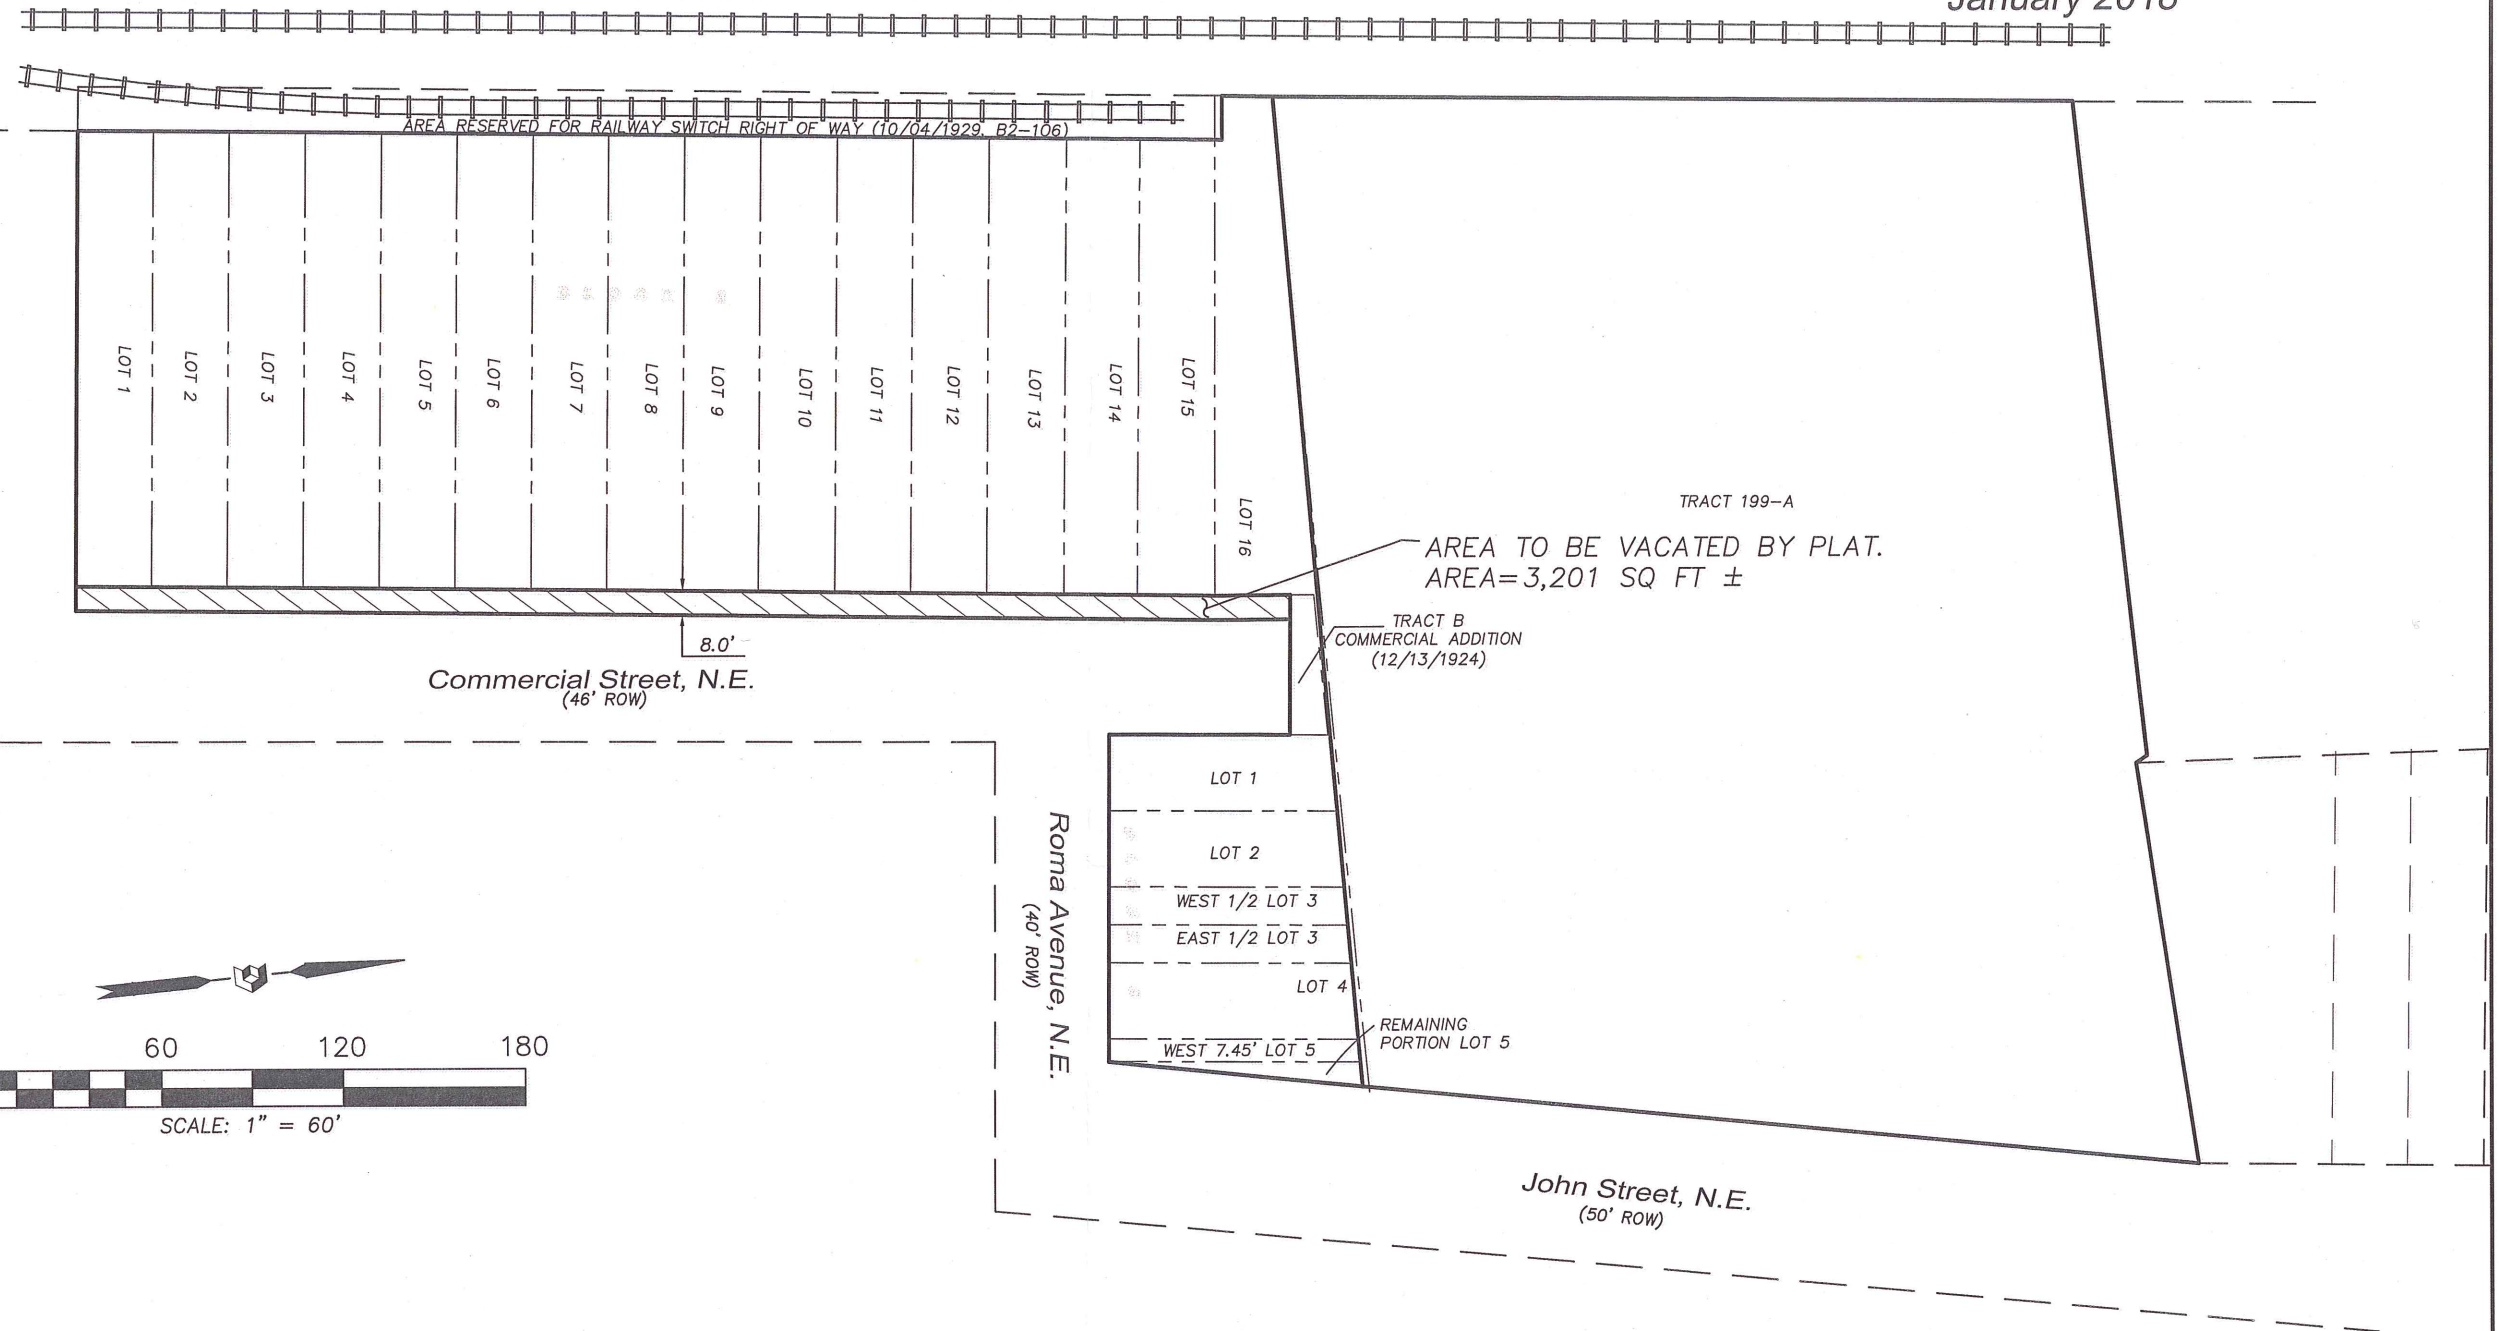 AREA RESERVED FOR RAILWAY SWITCH RIGHT OF WAY (10/04/1929, B2-106)
LOT 1
LOT 2
LOT 3
LOT 4
LOT 5
LOT 6
LOT 7
LOT 8
LOT 9
LOT 10
LOT 11
LOT 12
LOT 13
LOT 14
LOT 15
LOT 16
TRACT 199-A
AREA TO BE VACATED BY PLAT.
AREA=3,201 SQ FT ±
TRACT B
COMMERCIAL ADDITION
(12/13/1924)
8.0'
Commercial Street, N.E.
(46' ROW)
LOT 1
LOT 2
WEST 1/2 LOT 3
EAST 1/2 LOT 3
LOT 4
WEST 7.45' LOT 5
REMAINING
PORTION LOT 5
Roma Avenue, N.E.
(40' ROW)
60 120 180
SCALE: 1" = 60'
John Street, N.E.
(50' ROW)